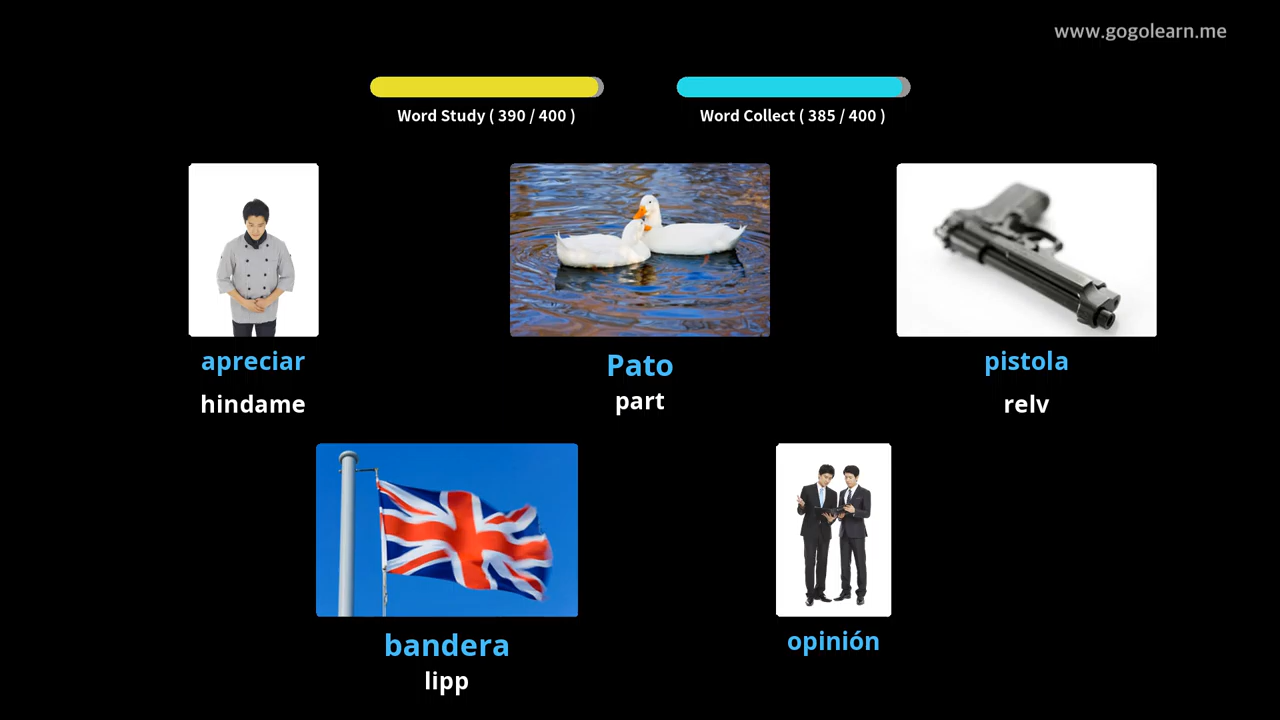 www.gogolearn.me
Word Study ( 390 / 400 )
Word Collect ( 385 / 400 )
apreciar
hindame
Pato
part
pistola
relv
bandera
lipp
opinión